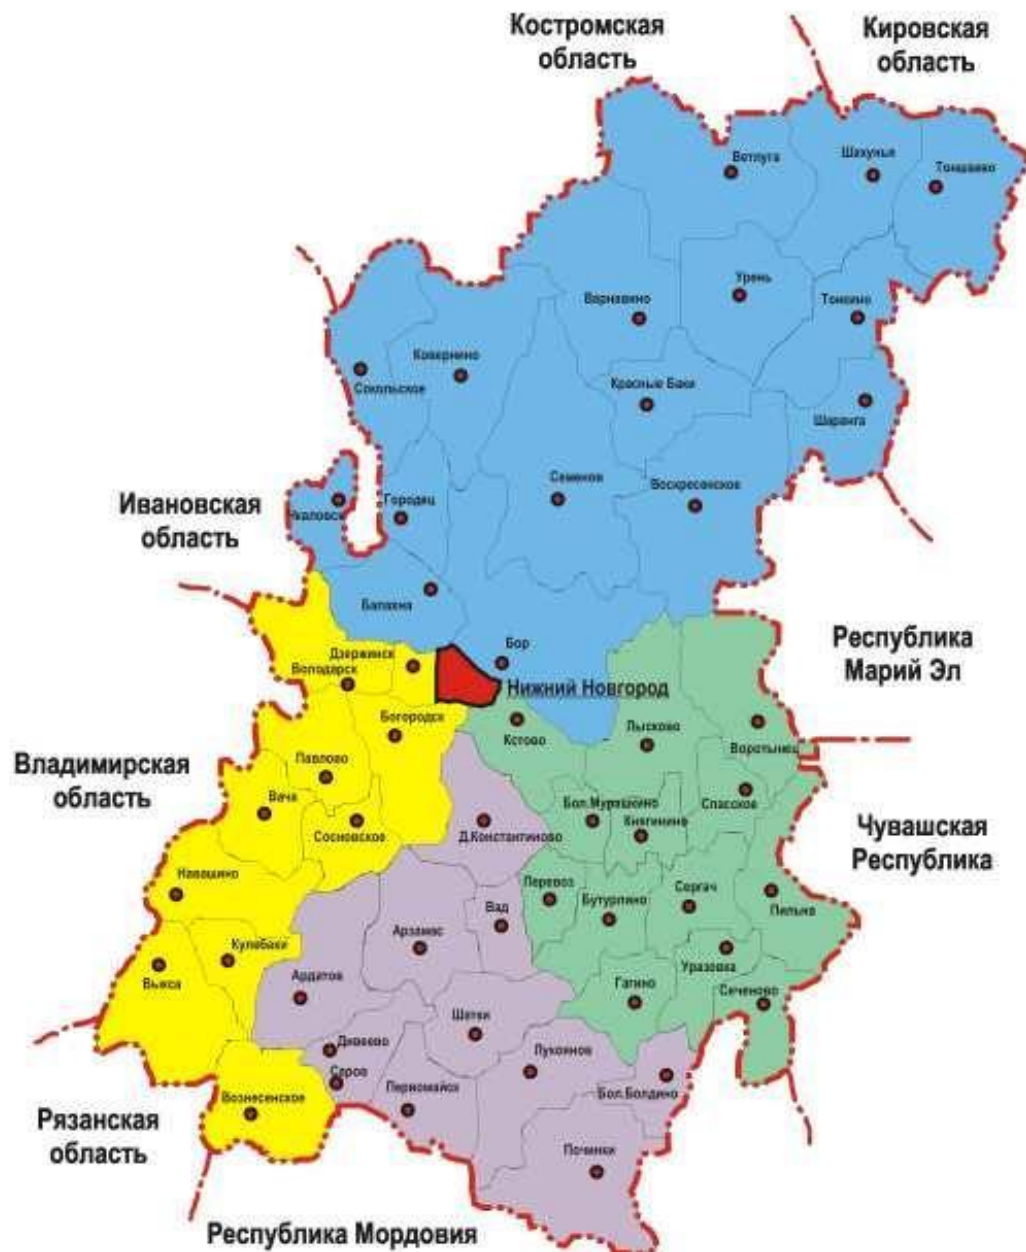 Костромская
область
Кировская
область
Ветлуга
Шахунья
Тоншаево
Урень
Варнавино
Тонкино
Ковернино
Сокольское
Красные Баки
Шаранга
Ивановская
область
Чкаловск
Городец
Семенов
Воскресенское
Балахна
Республика
Марий Эл
Бор
Дзержинск
Володарск
Нижний Новгород
Богородск
Кстово
Лысково
Воротынец
Владимирская
область
Павлово
Вача
Сосновское
Д.Константиново
Бол.Мурашкино
Княгинино
Спасское
Чувашская
Республика
Навашино
Перевоз
Бутурлино
Сергач
Пильна
Вад
Арзамас
Кулебаки
Выкса
Ардатов
Уразовка
Гагино
Сеченово
Шатки
Дивеево
Саров
Лукоянов
Первомайск
Бол.Болдино
Вознесенское
Рязанская
область
Починки
Республика Мордовия